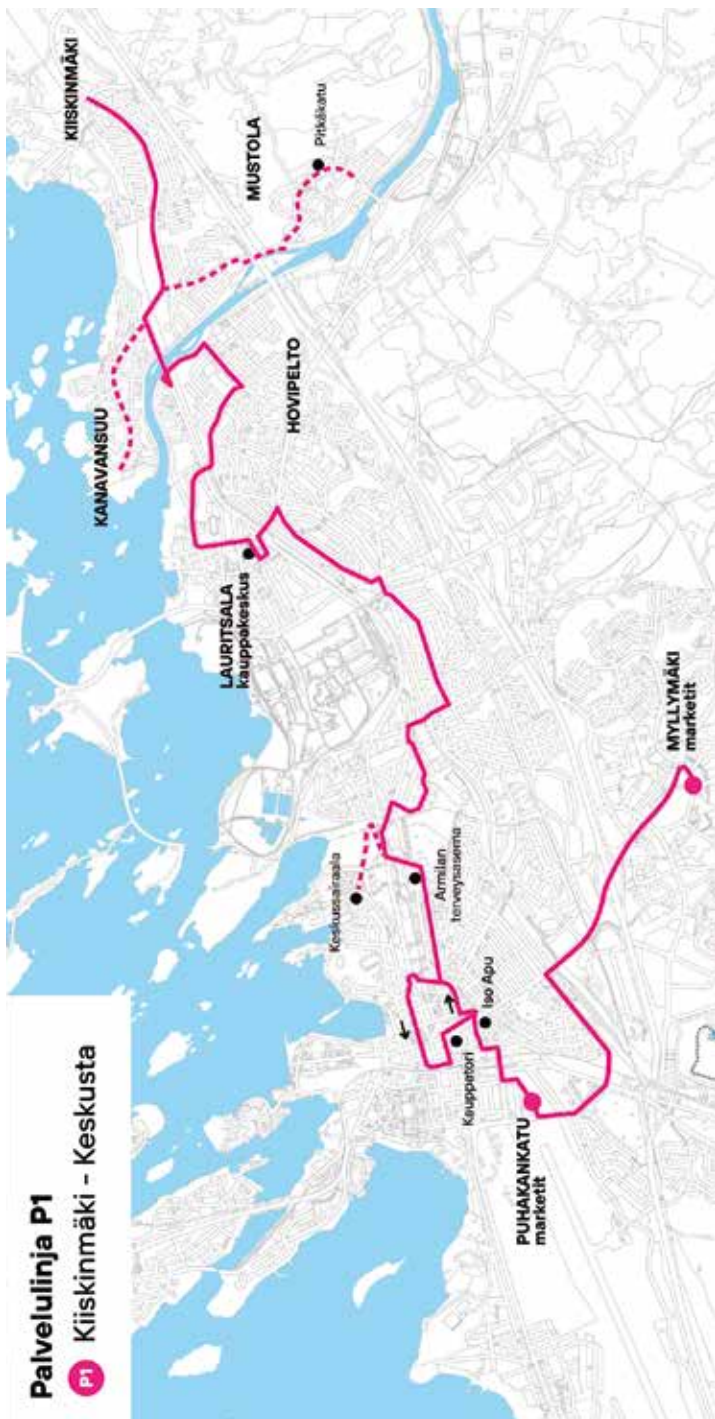 Palvelulinja P1
P1 Kiiskinmäki – Keskusta
KIISKINMÄKI
MUSTOLA
Pitkäkatu
KANAVANSUU
HOVIPELTO
LAURITSALA
kauppakeskus
Keskussairaala
Armilan
terveysasema
MYLLYMÄKI
marketit
Iso Apu
Kauppatori
PUHAKANKATU
marketit